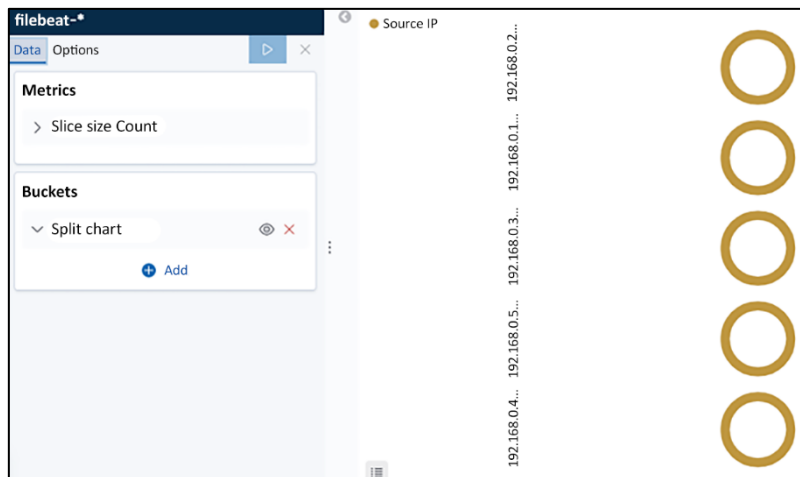 filebeat-*
Data Options
Metrics
Slice size Count
Buckets
Split chart
Add
Source IP
192.168.0.2...
192.168.0.1...
192.168.0.3...
192.168.0.5...
192.168.0.4...